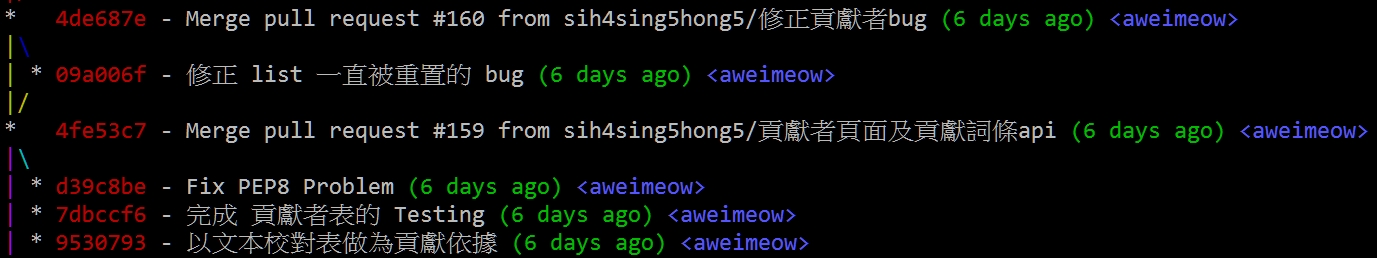 * 4de687e - Merge pull request #160 from sih4sing5hong5/修正貢獻者bug (6 days ago) <aweimeow>
|\
| * 09a006f - 修正 list 一直被重置的 bug (6 days ago) <aweimeow>
|/
* 4fe53c7 - Merge pull request #159 from sih4sing5hong5/貢獻者頁面及貢獻詞條api (6 days ago) <aweimeow>
|\
| * d39c8be - Fix PEP8 Problem (6 days ago) <aweimeow>
| * 7dbccf6 - 完成 貢獻者表的 Testing (6 days ago) <aweimeow>
| * 9530793 - 以文本校對表做為貢獻依據 (6 days ago) <aweimeow>